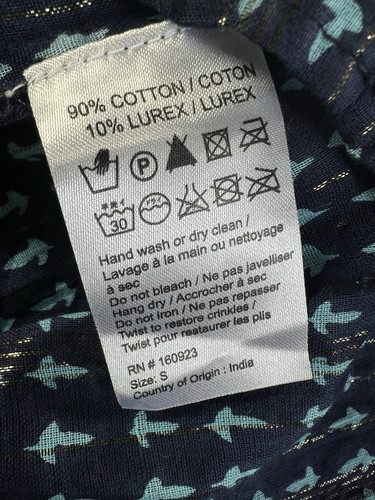 90% COTTON / COTON
10% LUREX / LUREX
P
30
Hand wash or dry clean /
Lavage à la main ou nettoyage
à sec
Do not bleach / Ne pas javelliser
Hang dry / Accrocher à sec
Do not iron / Ne pas repasser
Twist to restore crinkles /
Twist pour restaurer les plis
RN # 160923
Size: S
Country of Origin : India